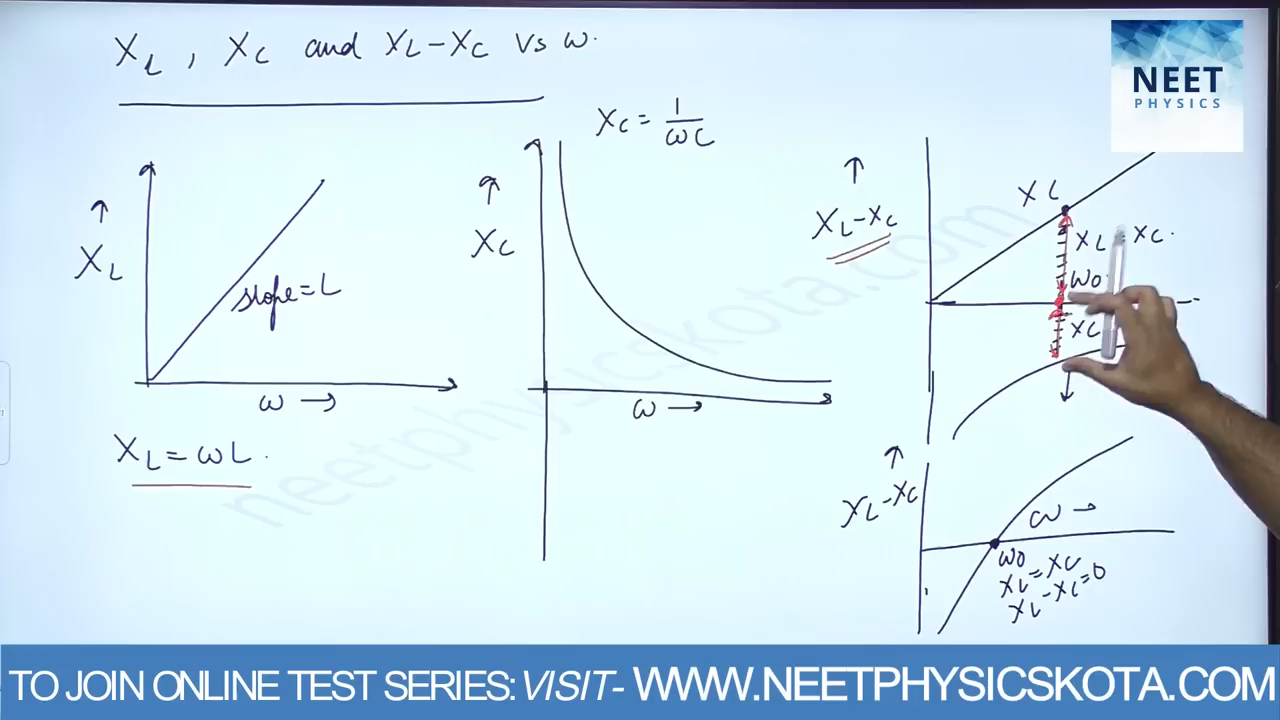 XL , XC and XL-XC Vs ω.
NEET
PHYSICS
XC = 1/ωC
↑
XL
slope=L
ω →
XL = ωL.
↑
XC
ω →
↑
XL-XC
XL
XL = XC.
ω0
XC
↑
XL-XC
ω →
ω0
XL=XC
XL-XC=0
neetphysicskota.com
TO JOIN ONLINE TEST SERIES: VISIT- WWW.NEETPHYSICSKOTA.COM